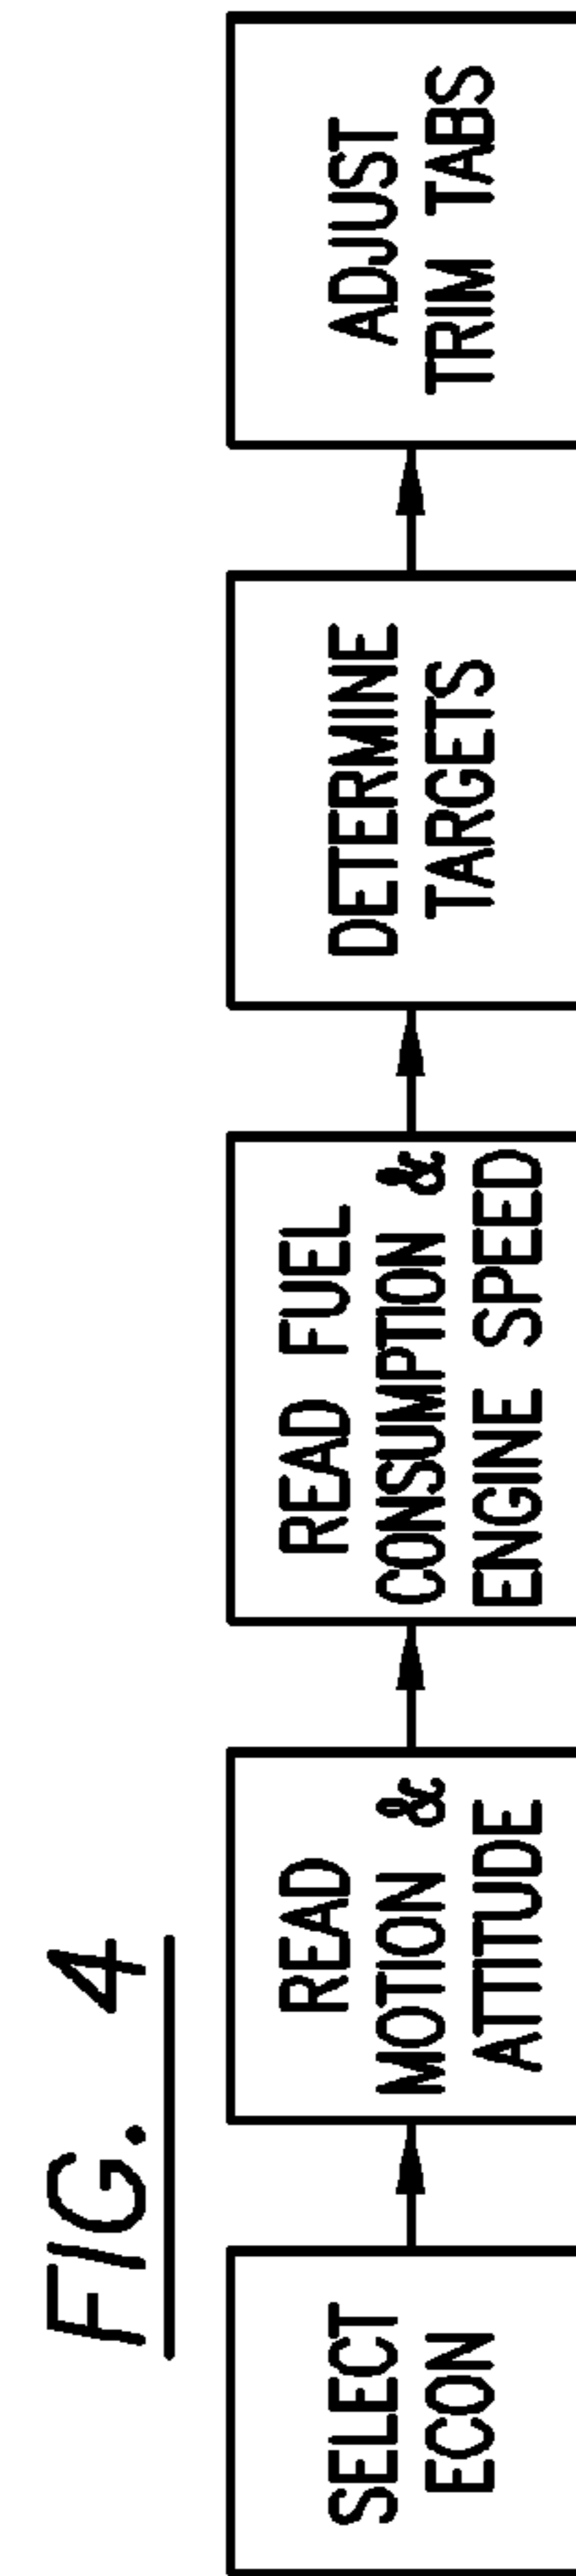 FIG. 4
SELECT
ECON
READ
MOTION &
ATTITUDE
READ FUEL
CONSUMPTION &
ENGINE SPEED
DETERMINE
TARGETS
ADJUST
TRIM TABS